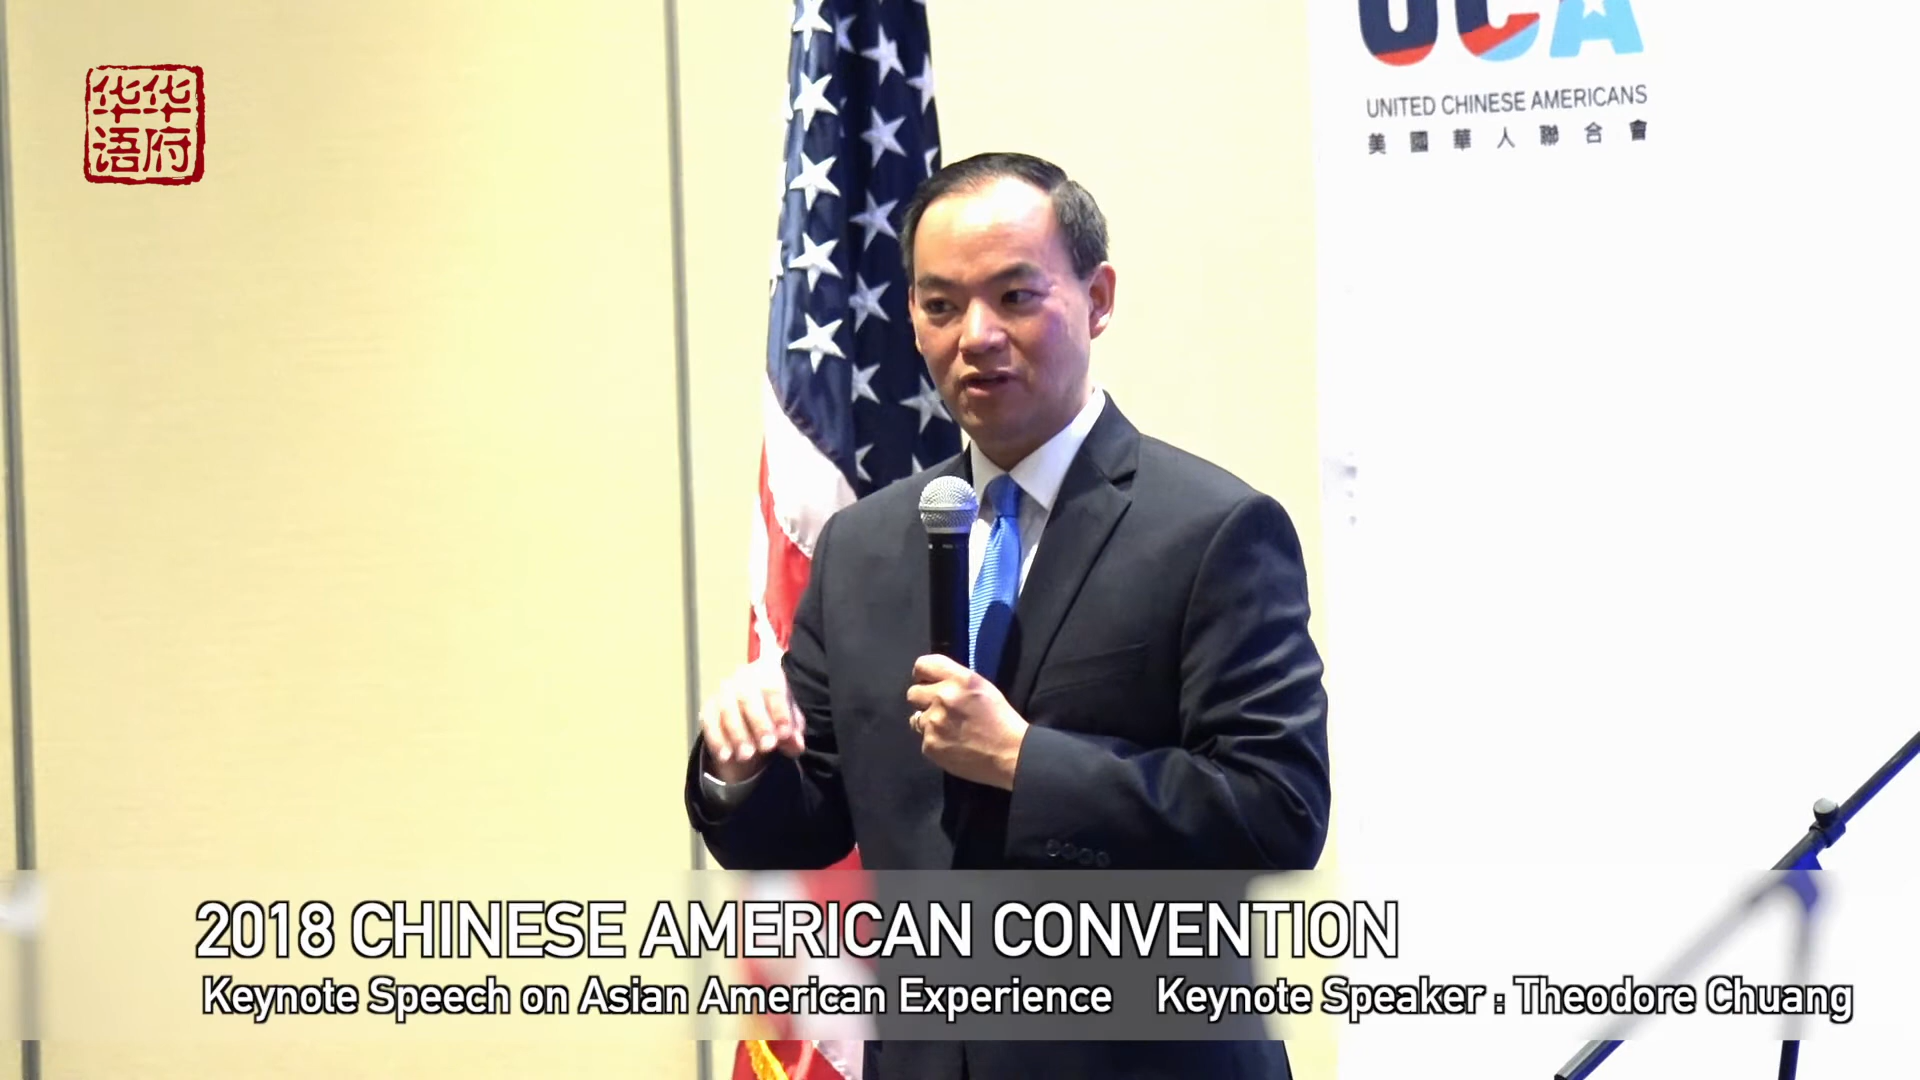 华华
语府
UCA
UNITED CHINESE AMERICANS
美國華人聯合會
2018 CHINESE AMERICAN CONVENTION
Keynote Speech on Asian American Experience Keynote Speaker : Theodore Chuang